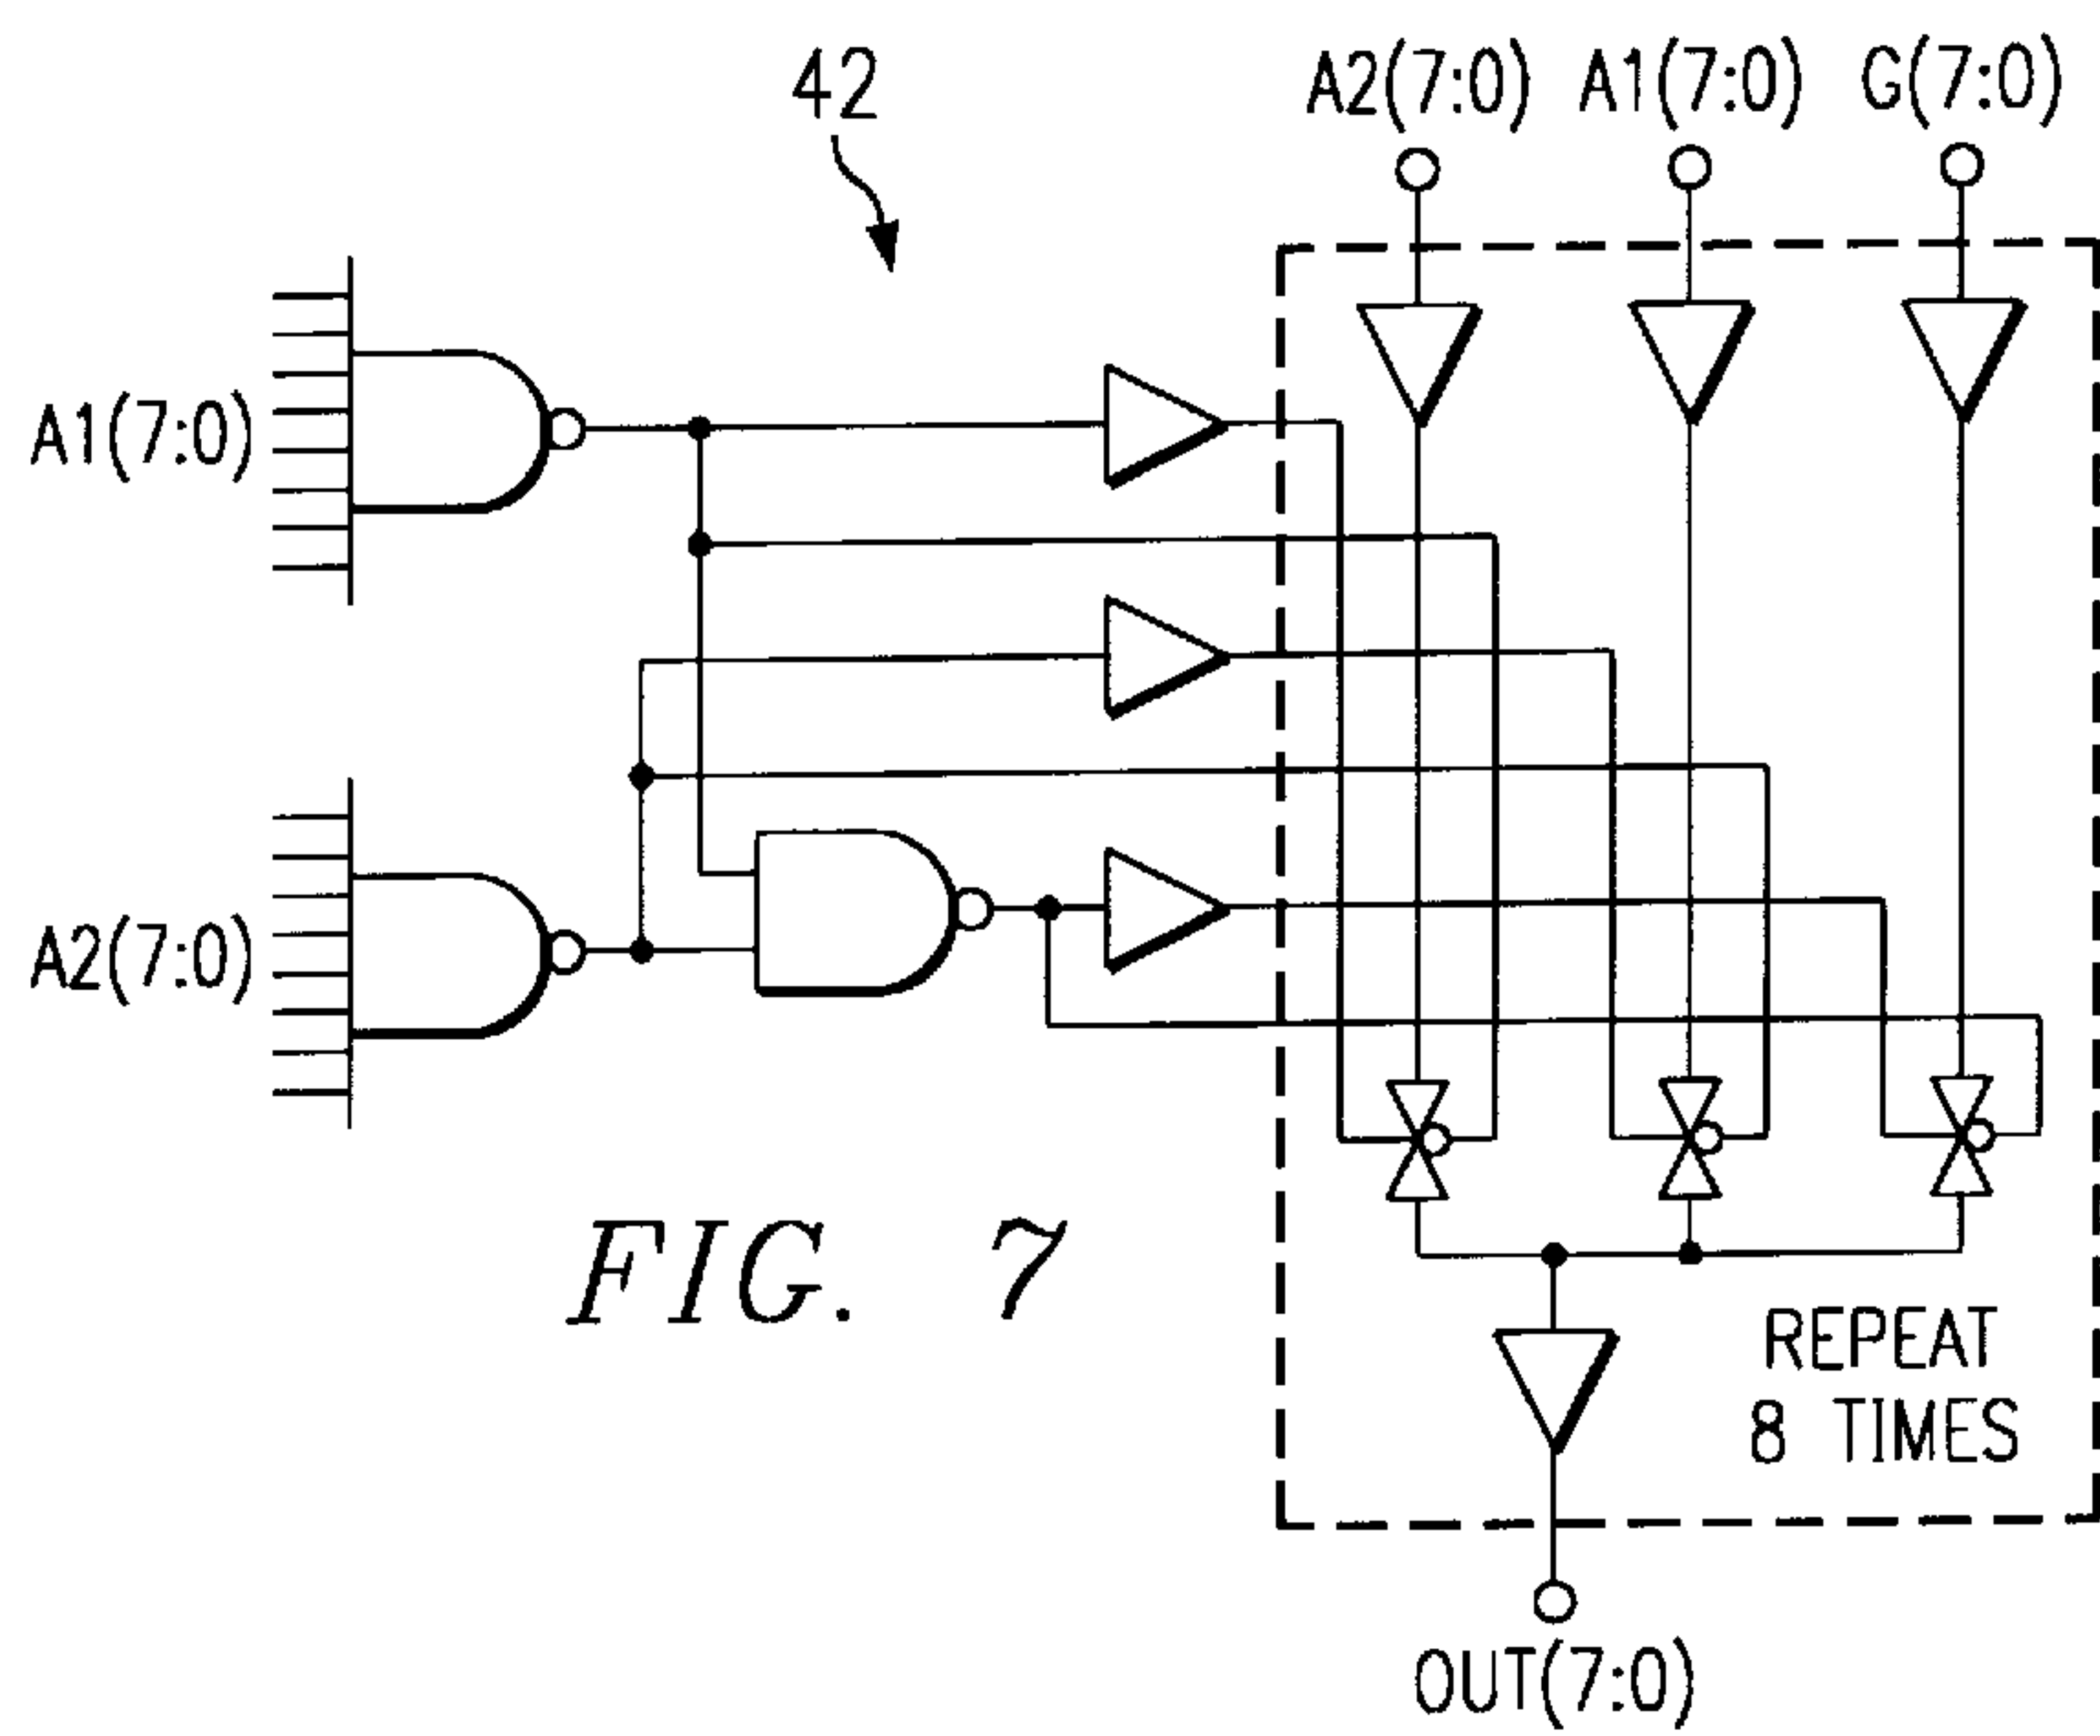 42
A2(7:0) A1(7:0) G(7:0)
A1(7:0)
A2(7:0)
FIG. 7
REPEAT
8 TIMES
OUT(7:0)